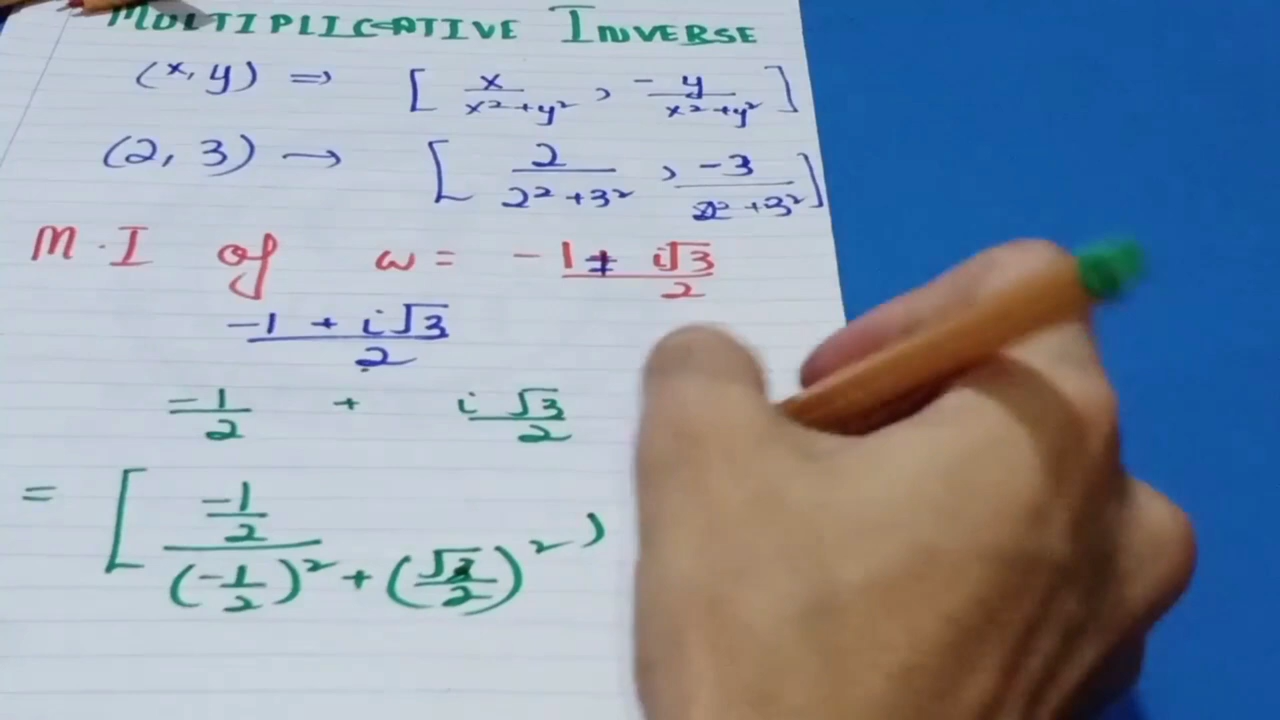 MULTIPLICATIVE INVERSE
(x, y) ⇒ [ x/(x²+y²) , -y/(x²+y²) ]
(2, 3) → [ 2/(2²+3²) , -3/(2²+3²) ]
M.I of ω = (-1 + i√3)/2
(-1 + i√3)/2
-1/2 + i√3/2
= [ (-1/2)/((-1/2)² + (√3/2)²) ,